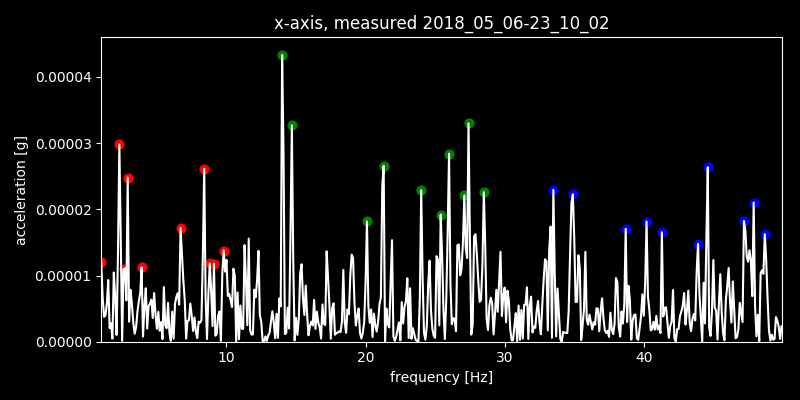 x-axis, measured 2018_05_06-23_10_02
0.00004
0.00003
0.00002
0.00001
0.00000
acceleration [g]
10 20 30 40
frequency [Hz]